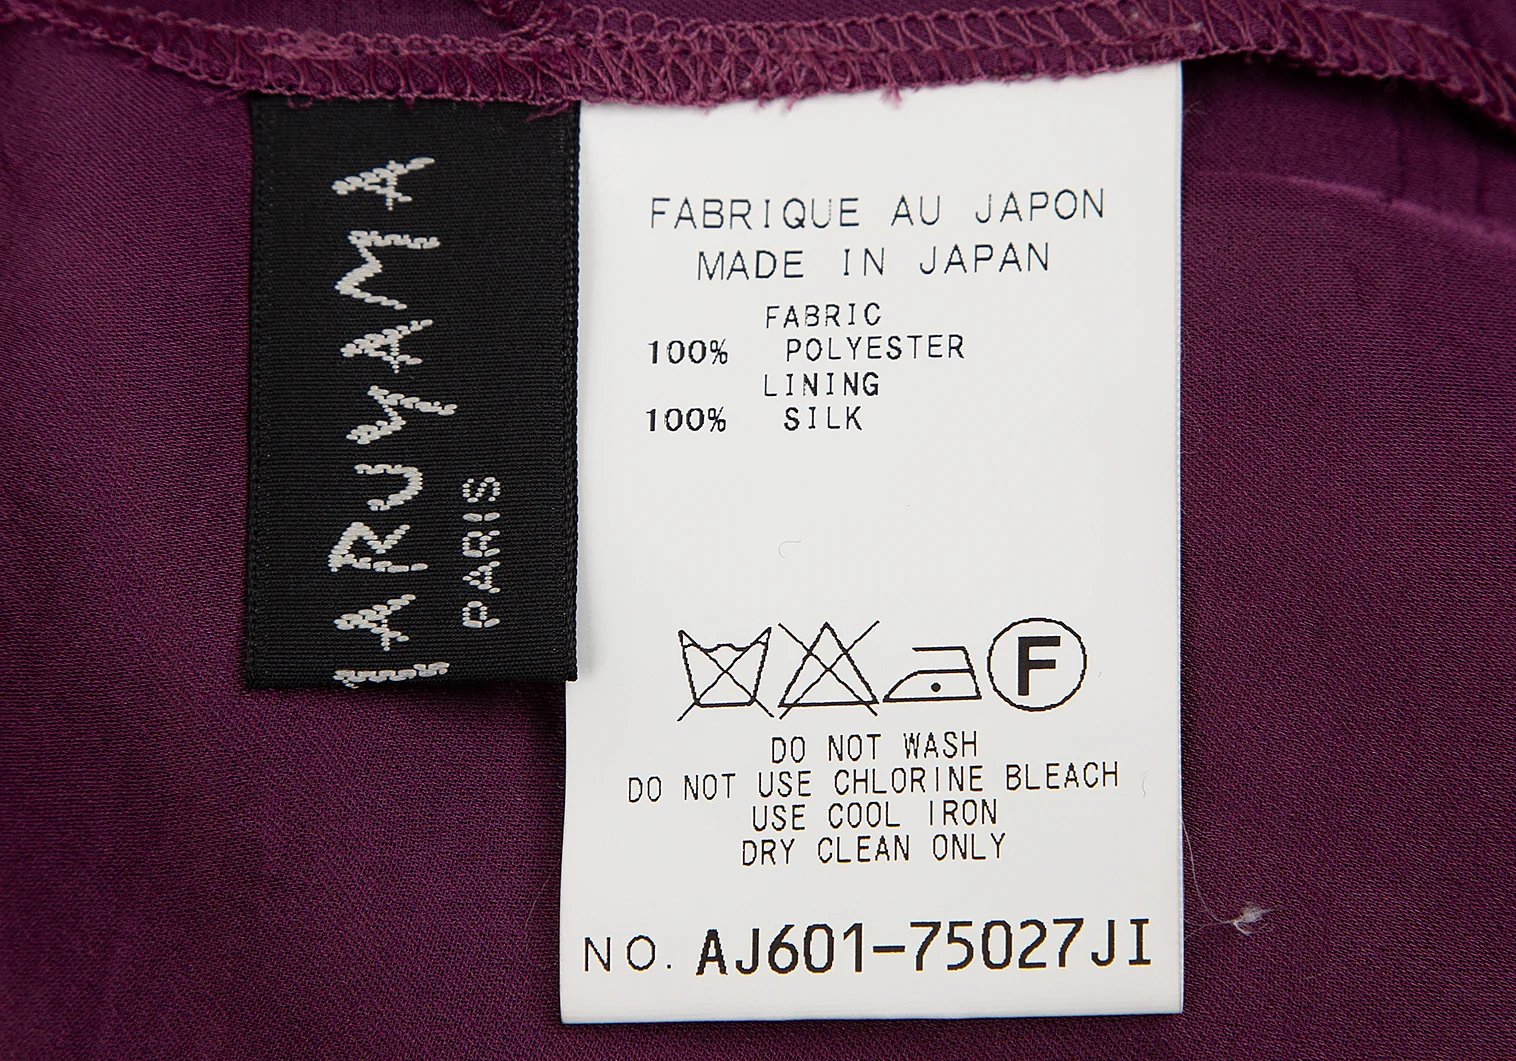 ARUYAMA
PARIS
FABRIQUE AU JAPON
MADE IN JAPAN
FABRIC
100% POLYESTER
LINING
100% SILK
F
DO NOT WASH
DO NOT USE CHLORINE BLEACH
USE COOL IRON
DRY CLEAN ONLY
NO. AJ601-75027JI